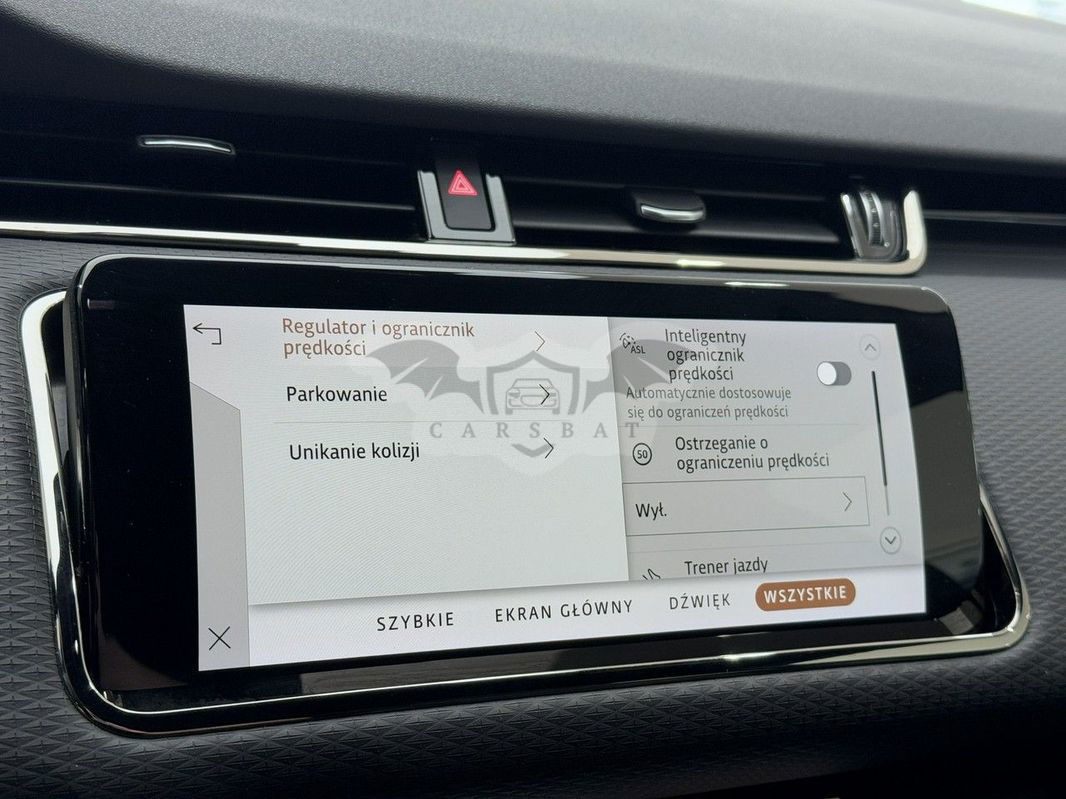 Regulator i ogranicznik
prędkości
Parkowanie
Unikanie kolizji
ASL
Inteligentny
ogranicznik
prędkości
Automatycznie dostosowuje
się do ograniczeń prędkości
50
Ostrzeganie o
ograniczeniu prędkości
Wył.
Trener jazdy
CARSBAT
SZYBKIE
EKRAN GŁÓWNY
DŹWIĘK
WSZYSTKIE